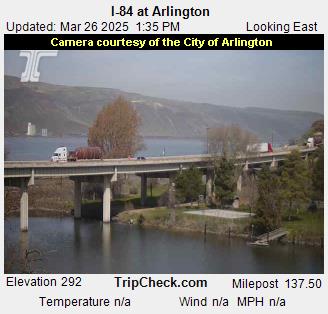 I-84 at Arlington
Updated: Mar 26 2025 1:35 PM Looking East
Camera courtesy of the City of Arlington
Elevation 292 TripCheck.com Milepost 137.50
Temperature n/a Wind n/a MPH n/a